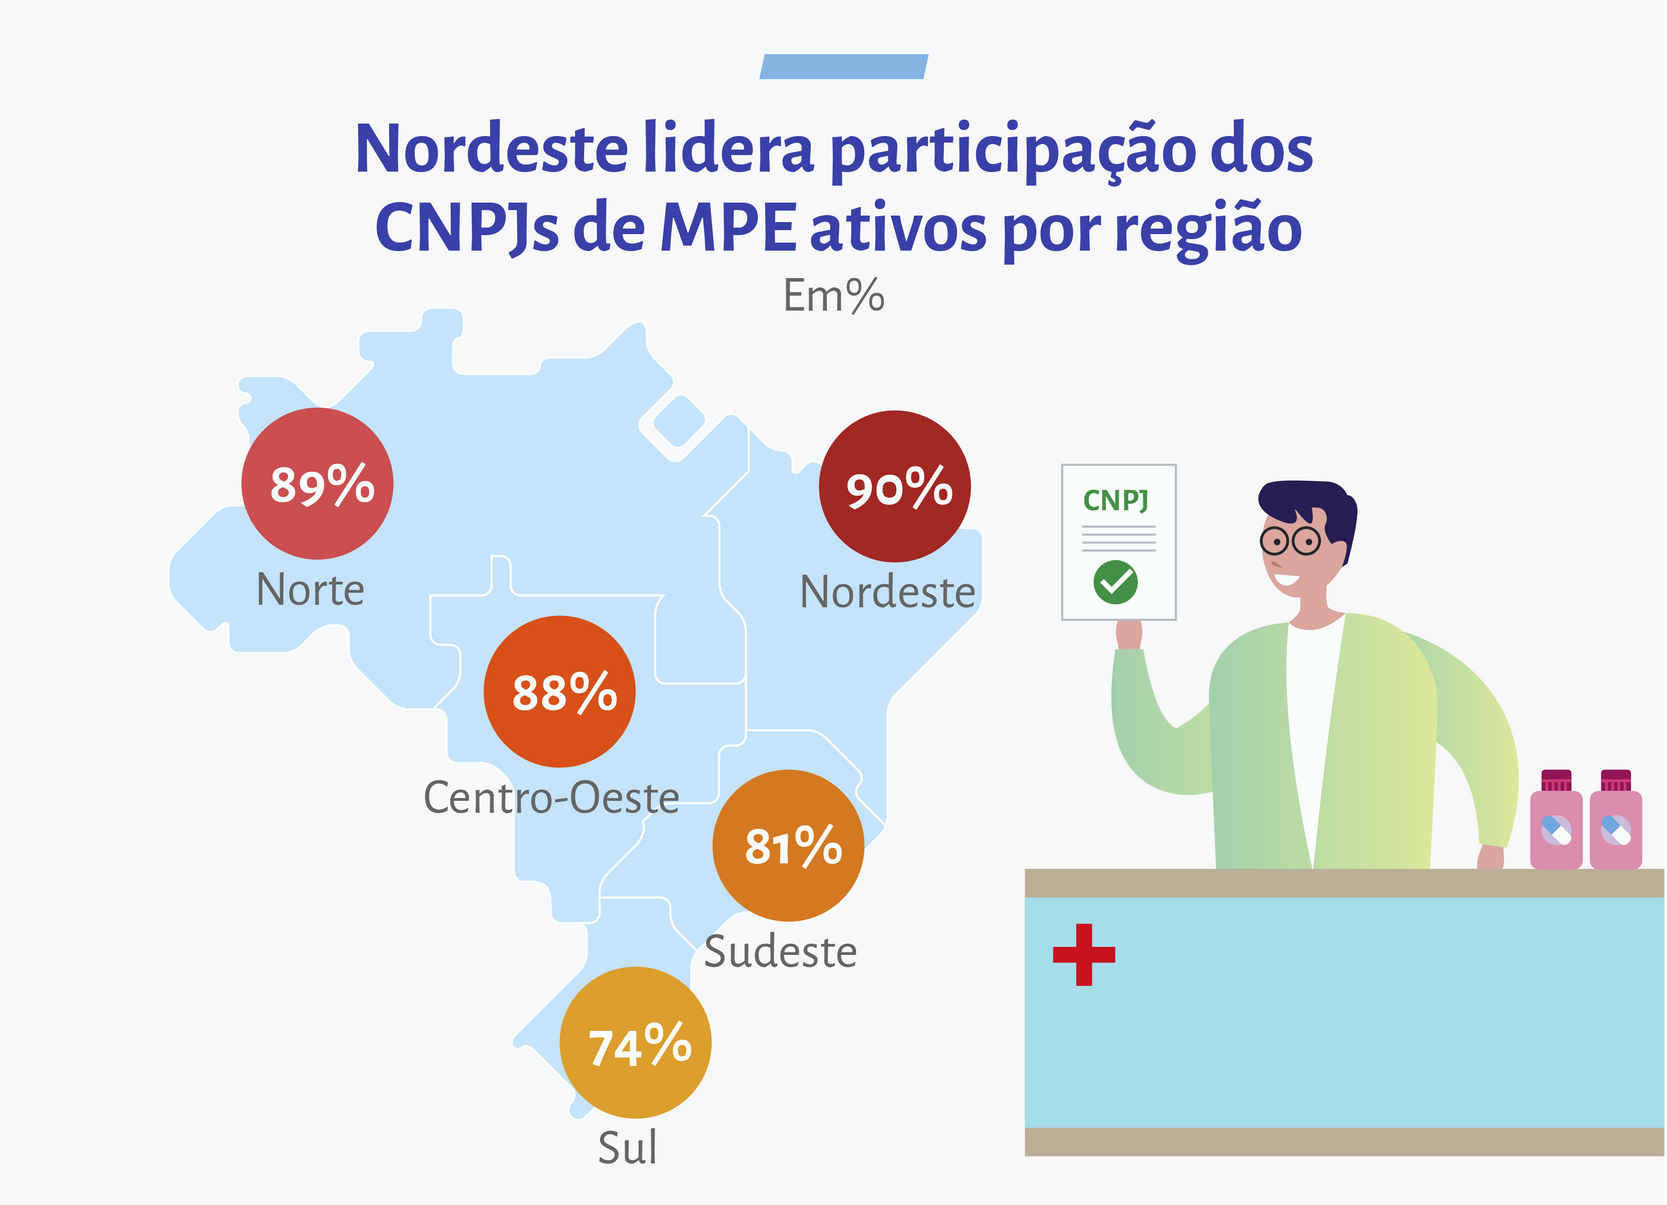 Nordeste lidera participação dos
CNPJs de MPE ativos por região
Em%
89%
Norte
90%
Nordeste
CNPJ
88%
Centro-Oeste
81%
Sudeste
74%
Sul